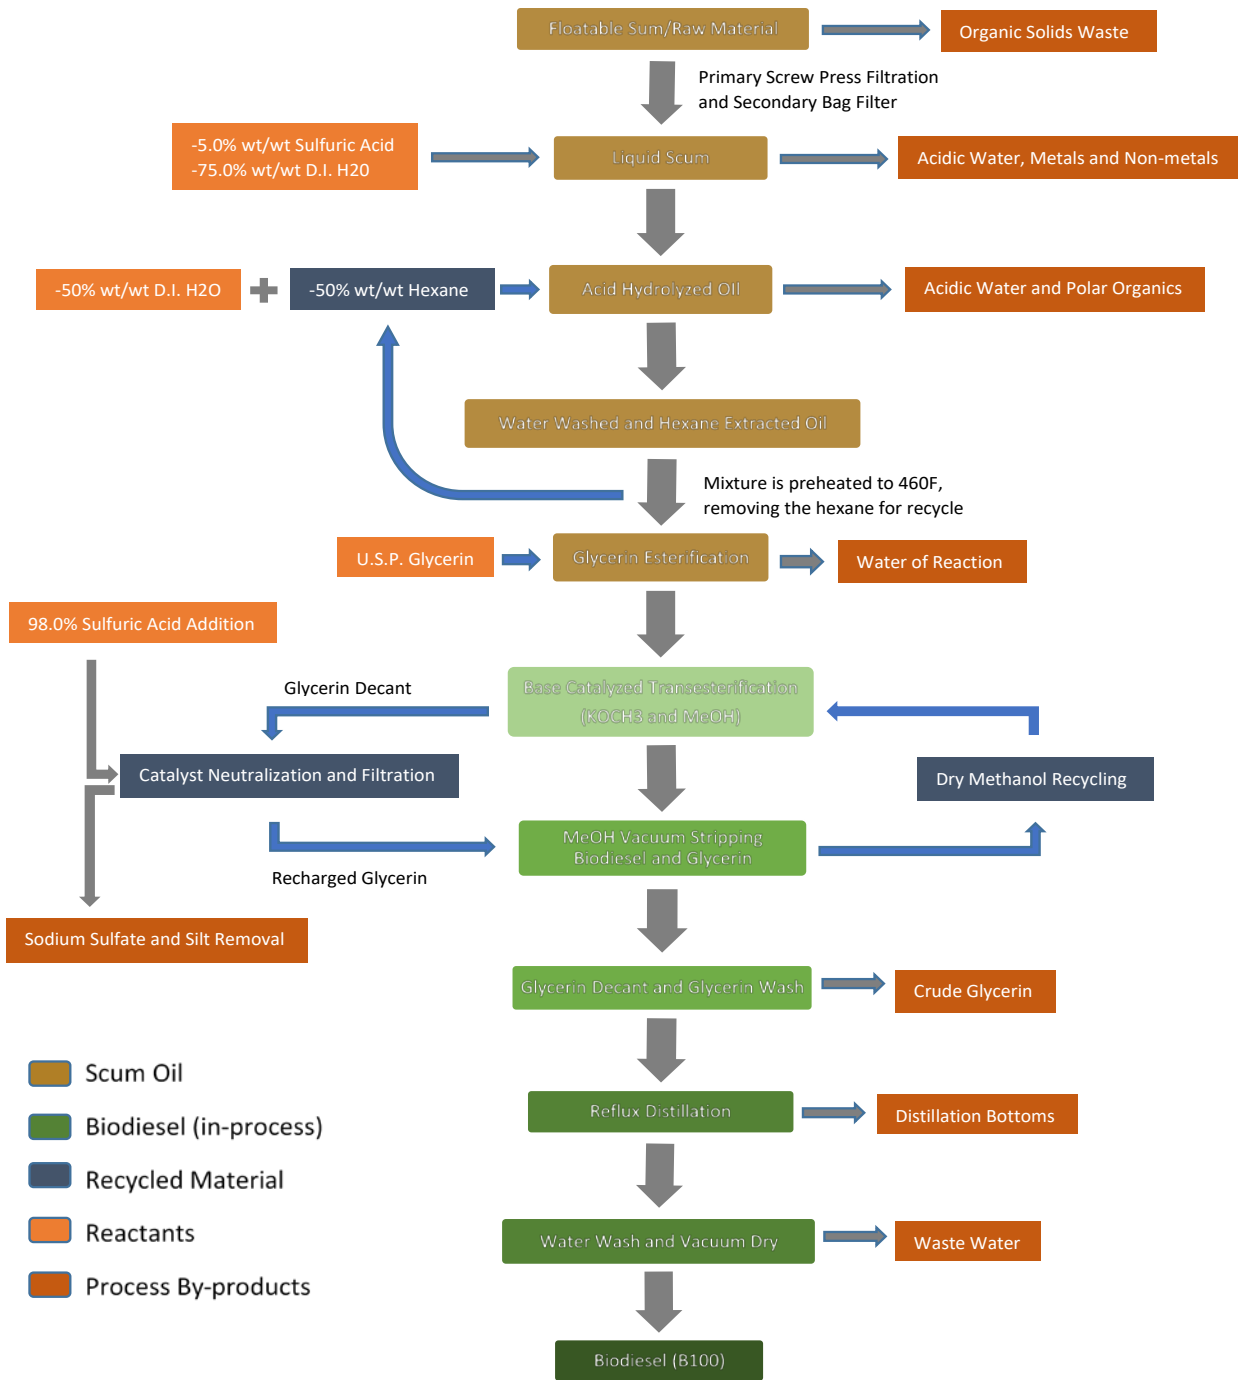 Floatable Sum/Raw Material
Organic Solids Waste
Primary Screw Press Filtration
and Secondary Bag Filter
-5.0% wt/wt Sulfuric Acid
-75.0% wt/wt D.I. H20
Liquid Scum
Acidic Water, Metals and Non-metals
-50% wt/wt D.I. H2O
-50% wt/wt Hexane
Acid Hydrolyzed OIl
Acidic Water and Polar Organics
Water Washed and Hexane Extracted Oil
Mixture is preheated to 460F,
removing the hexane for recycle
U.S.P. Glycerin
Glycerin Esterification
Water of Reaction
98.0% Sulfuric Acid Addition
Glycerin Decant
Base Catalyzed Transesterification
(KOCH3 and MeOH)
Catalyst Neutralization and Filtration
Dry Methanol Recycling
MeOH Vacuum Stripping
Biodiesel and Glycerin
Recharged Glycerin
Sodium Sulfate and Silt Removal
Glycerin Decant and Glycerin Wash
Crude Glycerin
Scum Oil
Biodiesel (in-process)
Recycled Material
Reactants
Process By-products
Reflux Distillation
Distillation Bottoms
Water Wash and Vacuum Dry
Waste Water
Biodiesel (B100)